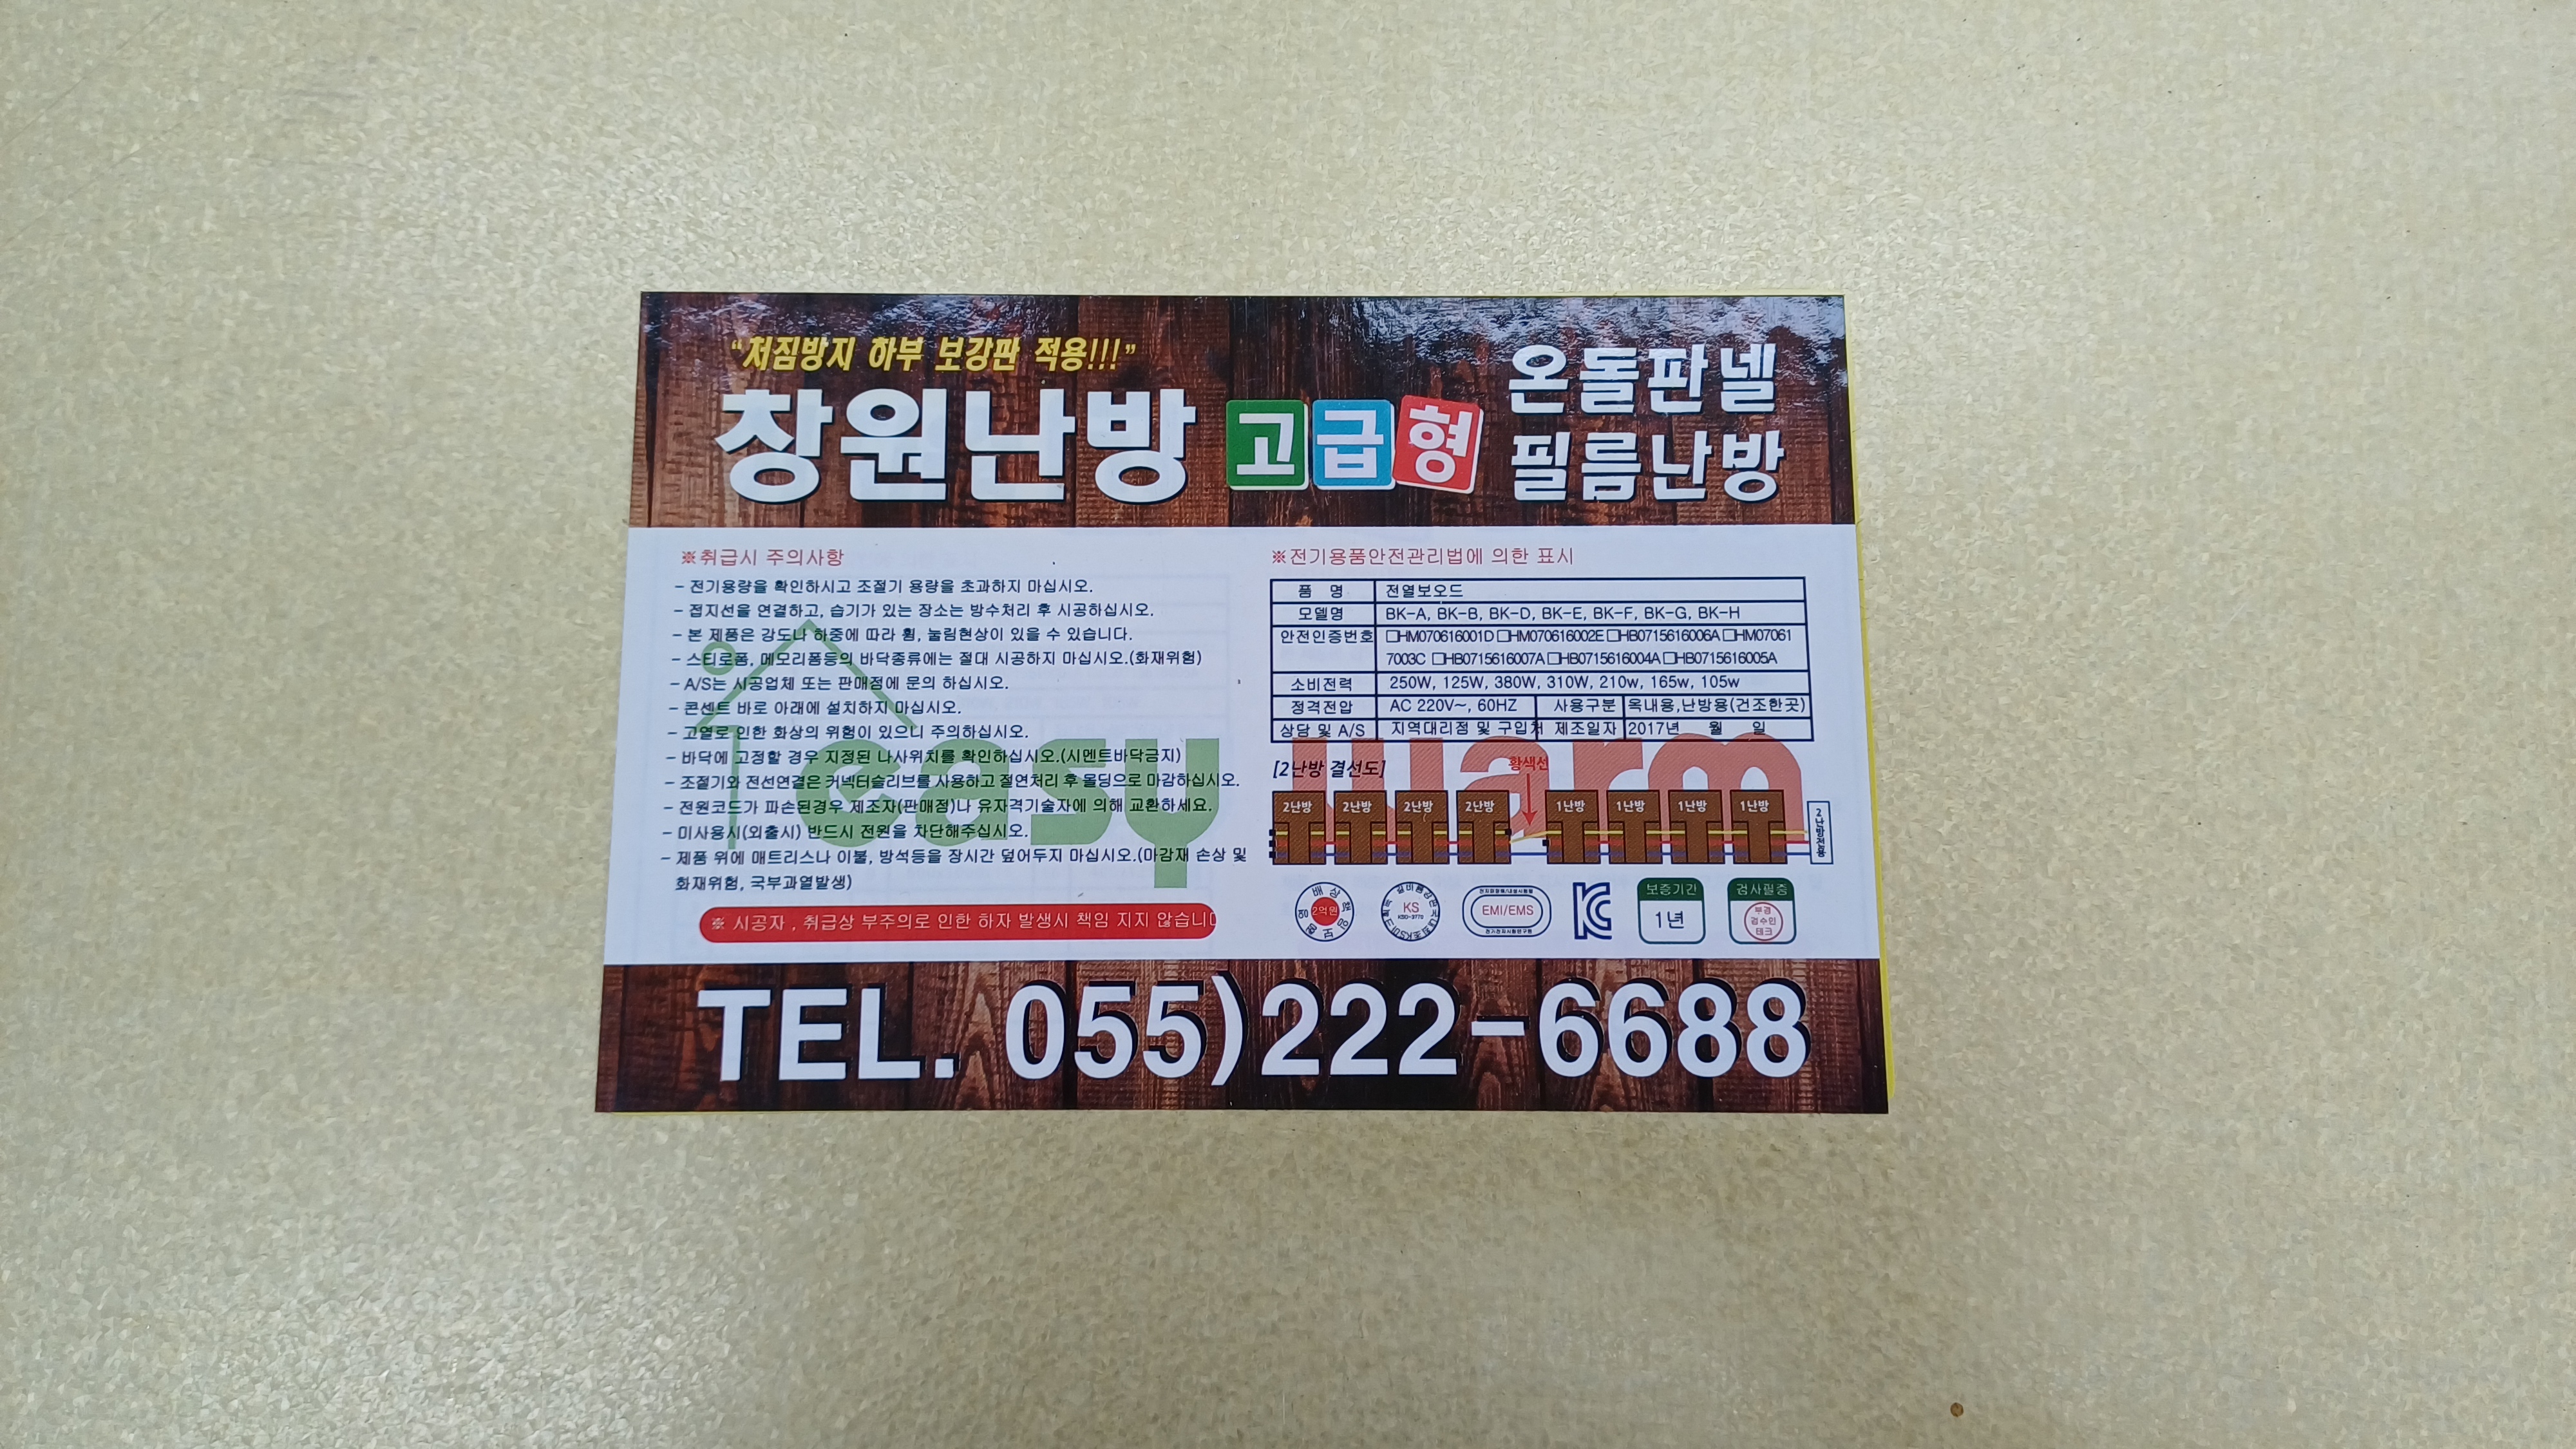 "처짐방지 하부 보강판 적용!!!"
창원난방 고급형
온돌판넬
필름난방
※취급시 주의사항
- 전기용량을 확인하시고 조절기 용량을 초과하지 마십시오.
- 접지선을 연결하고, 습기가 있는 장소는 방수처리 후 시공하십시오.
- 본 제품은 강도나 하중에 따라 휨, 눌림현상이 있을 수 있습니다.
- 스티로폼, 메모리폼등의 바닥종류에는 절대 시공하지 마십시오.(화재위험)
- A/S는 시공업체 또는 판매점에 문의 하십시오.
- 콘센트 바로 아래에 설치하지 마십시오.
- 고열로 인한 화상의 위험이 있으니 주의하십시오.
- 바닥에 고정할 경우 지정된 나사위치를 확인하십시오.(시멘트바닥금지)
- 조절기와 전선연결은 커넥터슬리브를 사용하고 절연처리 후 몰딩으로 마감하십시오.
- 전원코드가 파손된경우 제조자(판매점)나 유자격기술자에 의해 교환하세요.
- 미사용시(외출시) 반드시 전원을 차단해주십시오.
- 제품 위에 매트리스나 이불, 방석등을 장시간 덮어두지 마십시오.(마감재 손상 및
화재위험, 국부과열발생)
※ 시공자 , 취급상 부주의로 인한 하자 발생시 책임 지지 않습니다
easy warm
※전기용품안전관리법에 의한 표시
품 명 전열보오드
모델명 BK-A, BK-B, BK-D, BK-E, BK-F, BK-G, BK-H
안전인증번호 □HM070616001D □HM070616002E □HB0715616006A □HM07061
7003C □HB0715616007A □HB0715616004A □HB0715616005A
소비전력 250W, 125W, 380W, 310W, 210w, 165w, 105w
정격전압 AC 220V~, 60HZ 사용구분 옥내용,난방용(건조한곳)
상담 및 A/S 지역대리점 및 구입처 제조일자 2017년 월 일
[2난방 결선도] 황색선
2난방 2난방 2난방 2난방 1난방 1난방 1난방 1난방
2난방전용
배상책임보험 2억원
KS
EMI/EMS
보증기간
1년
검사필증
부경
검수인
테크
TEL. 055)222-6688